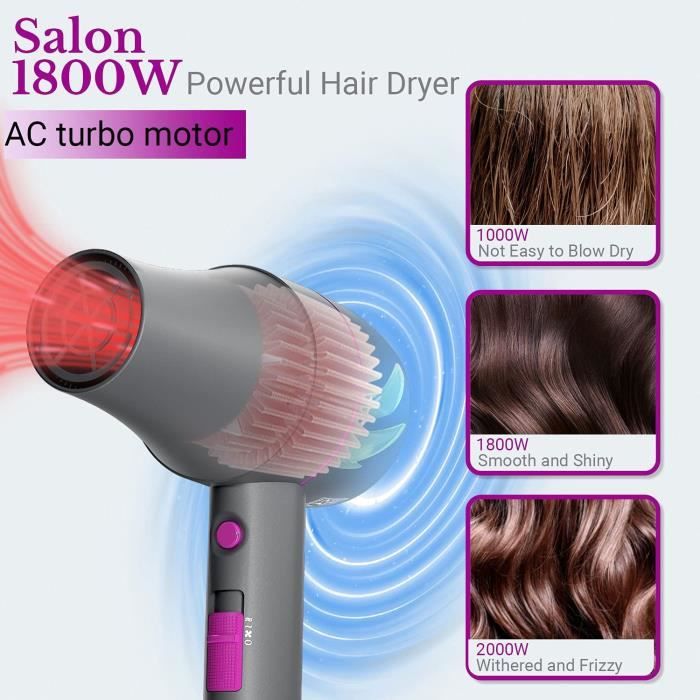 Salon
1800W Powerful Hair Dryer
AC turbo motor
1000W
Not Easy to Blow Dry
1800W
Smooth and Shiny
2000W
Withered and Frizzy